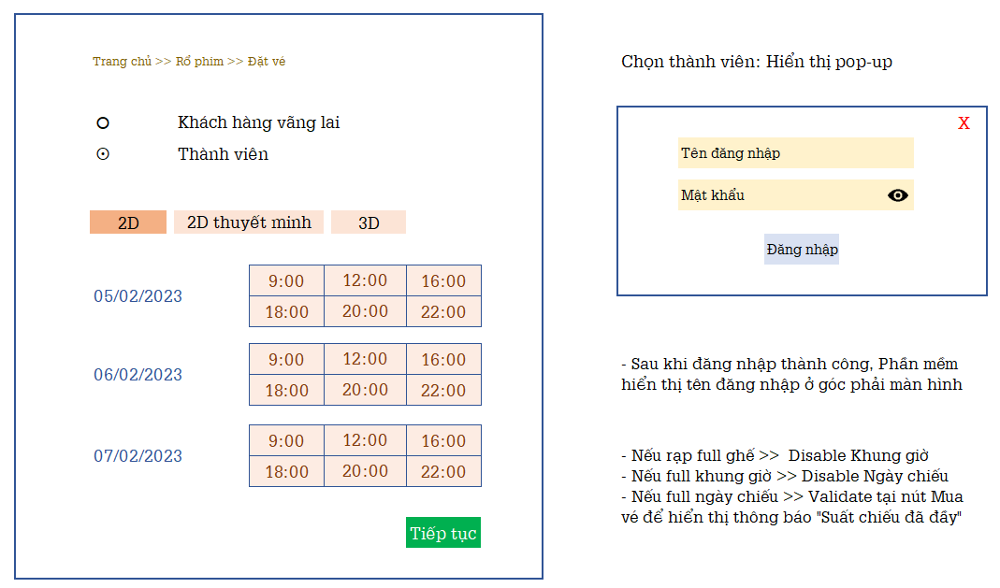 Trang chủ >> Rổ phim >> Đặt vé
Khách hàng vãng lai
Thành viên
2D 2D thuyết minh 3D
05/02/2023
9:00 12:00 16:00
18:00 20:00 22:00
06/02/2023
9:00 12:00 16:00
18:00 20:00 22:00
07/02/2023
9:00 12:00 16:00
18:00 20:00 22:00
Tiếp tục
Chọn thành viên: Hiển thị pop-up
X
Tên đăng nhập
Mật khẩu
Đăng nhập
- Sau khi đăng nhập thành công, Phần mềm
hiển thị tên đăng nhập ở góc phải màn hình
- Nếu rạp full ghế >> Disable Khung giờ
- Nếu full khung giờ >> Disable Ngày chiếu
- Nếu full ngày chiếu >> Validate tại nút Mua
vé để hiển thị thông báo "Suất chiếu đã đầy"